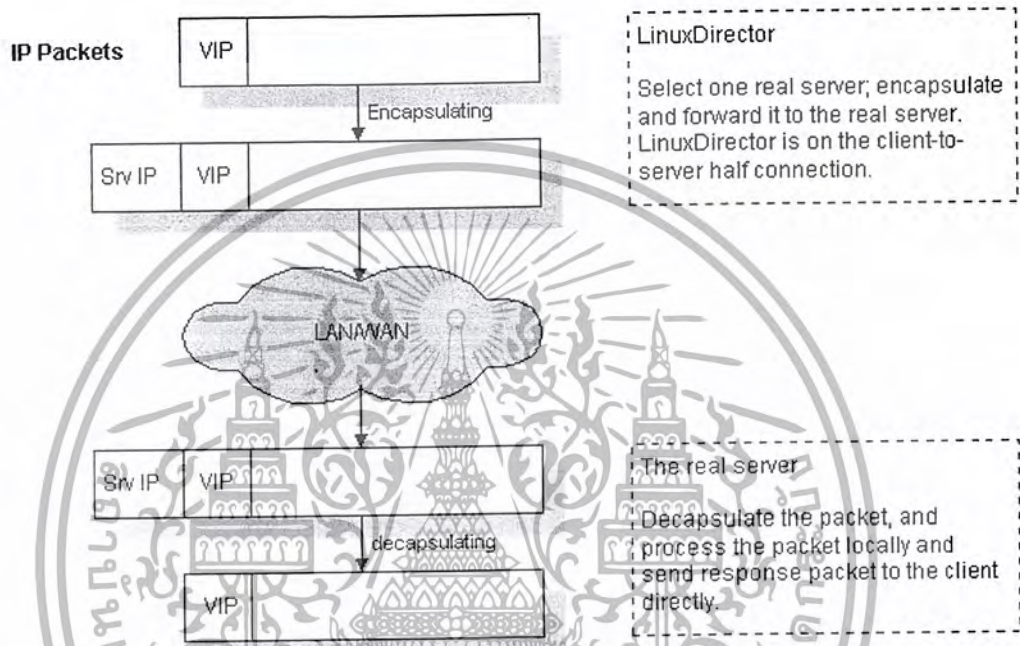 IP Packets
VIP
Encapsulating
Srv IP VIP
LAN/WAN
Srv IP VIP
decapsulating
VIP
LinuxDirector
Select one real server; encapsulate
and forward it to the real server.
LinuxDirector is on the client-to-
server half connection.
The real server
Decapsulate the packet, and
process the packet locally and
send response packet to the client
directly.